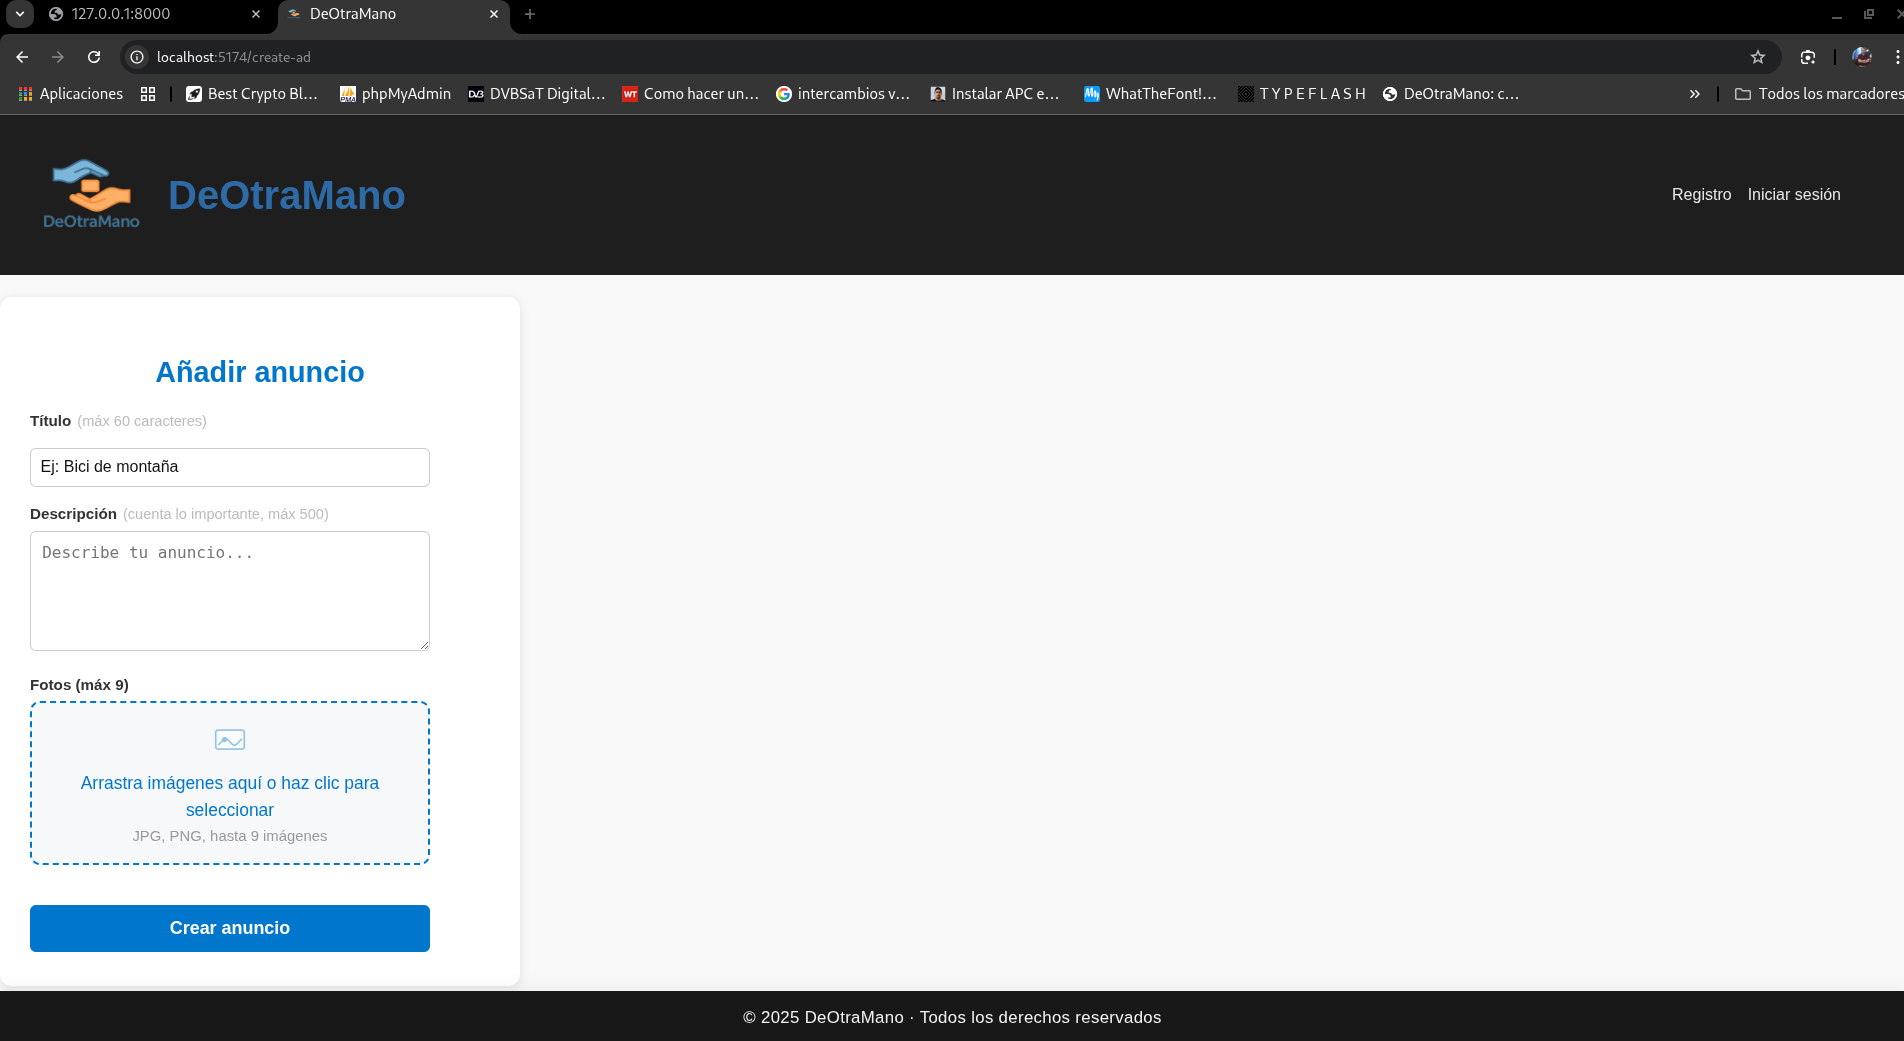 127.0.0.1:8000
DeOtraMano
localhost:5174/create-ad
Aplicaciones
Best Crypto Bl...
phpMyAdmin
DVBSaT Digital...
Como hacer un...
intercambios v...
Instalar APC e...
WhatTheFont!...
T Y P E F L A S H
DeOtraMano: c...
Todos los marcadores
DeOtraMano
DeOtraMano
Registro
Iniciar sesión
Añadir anuncio
Título (máx 60 caracteres)
Ej: Bici de montaña
Descripción (cuenta lo importante, máx 500)
Describe tu anuncio...
Fotos (máx 9)
Arrastra imágenes aquí o haz clic para
seleccionar
JPG, PNG, hasta 9 imágenes
Crear anuncio
© 2025 DeOtraMano · Todos los derechos reservados